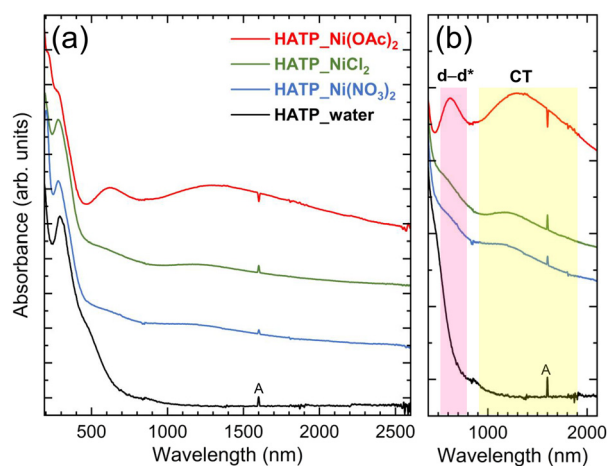 (a)
HATP_Ni(OAc)2
HATP_NiCl2
HATP_Ni(NO3)2
HATP_water
A
Absorbance (arb. units)
500 1000 1500 2000 2500
Wavelength (nm)
(b)
d–d*
CT
A
1000 2000
Wavelength (nm)